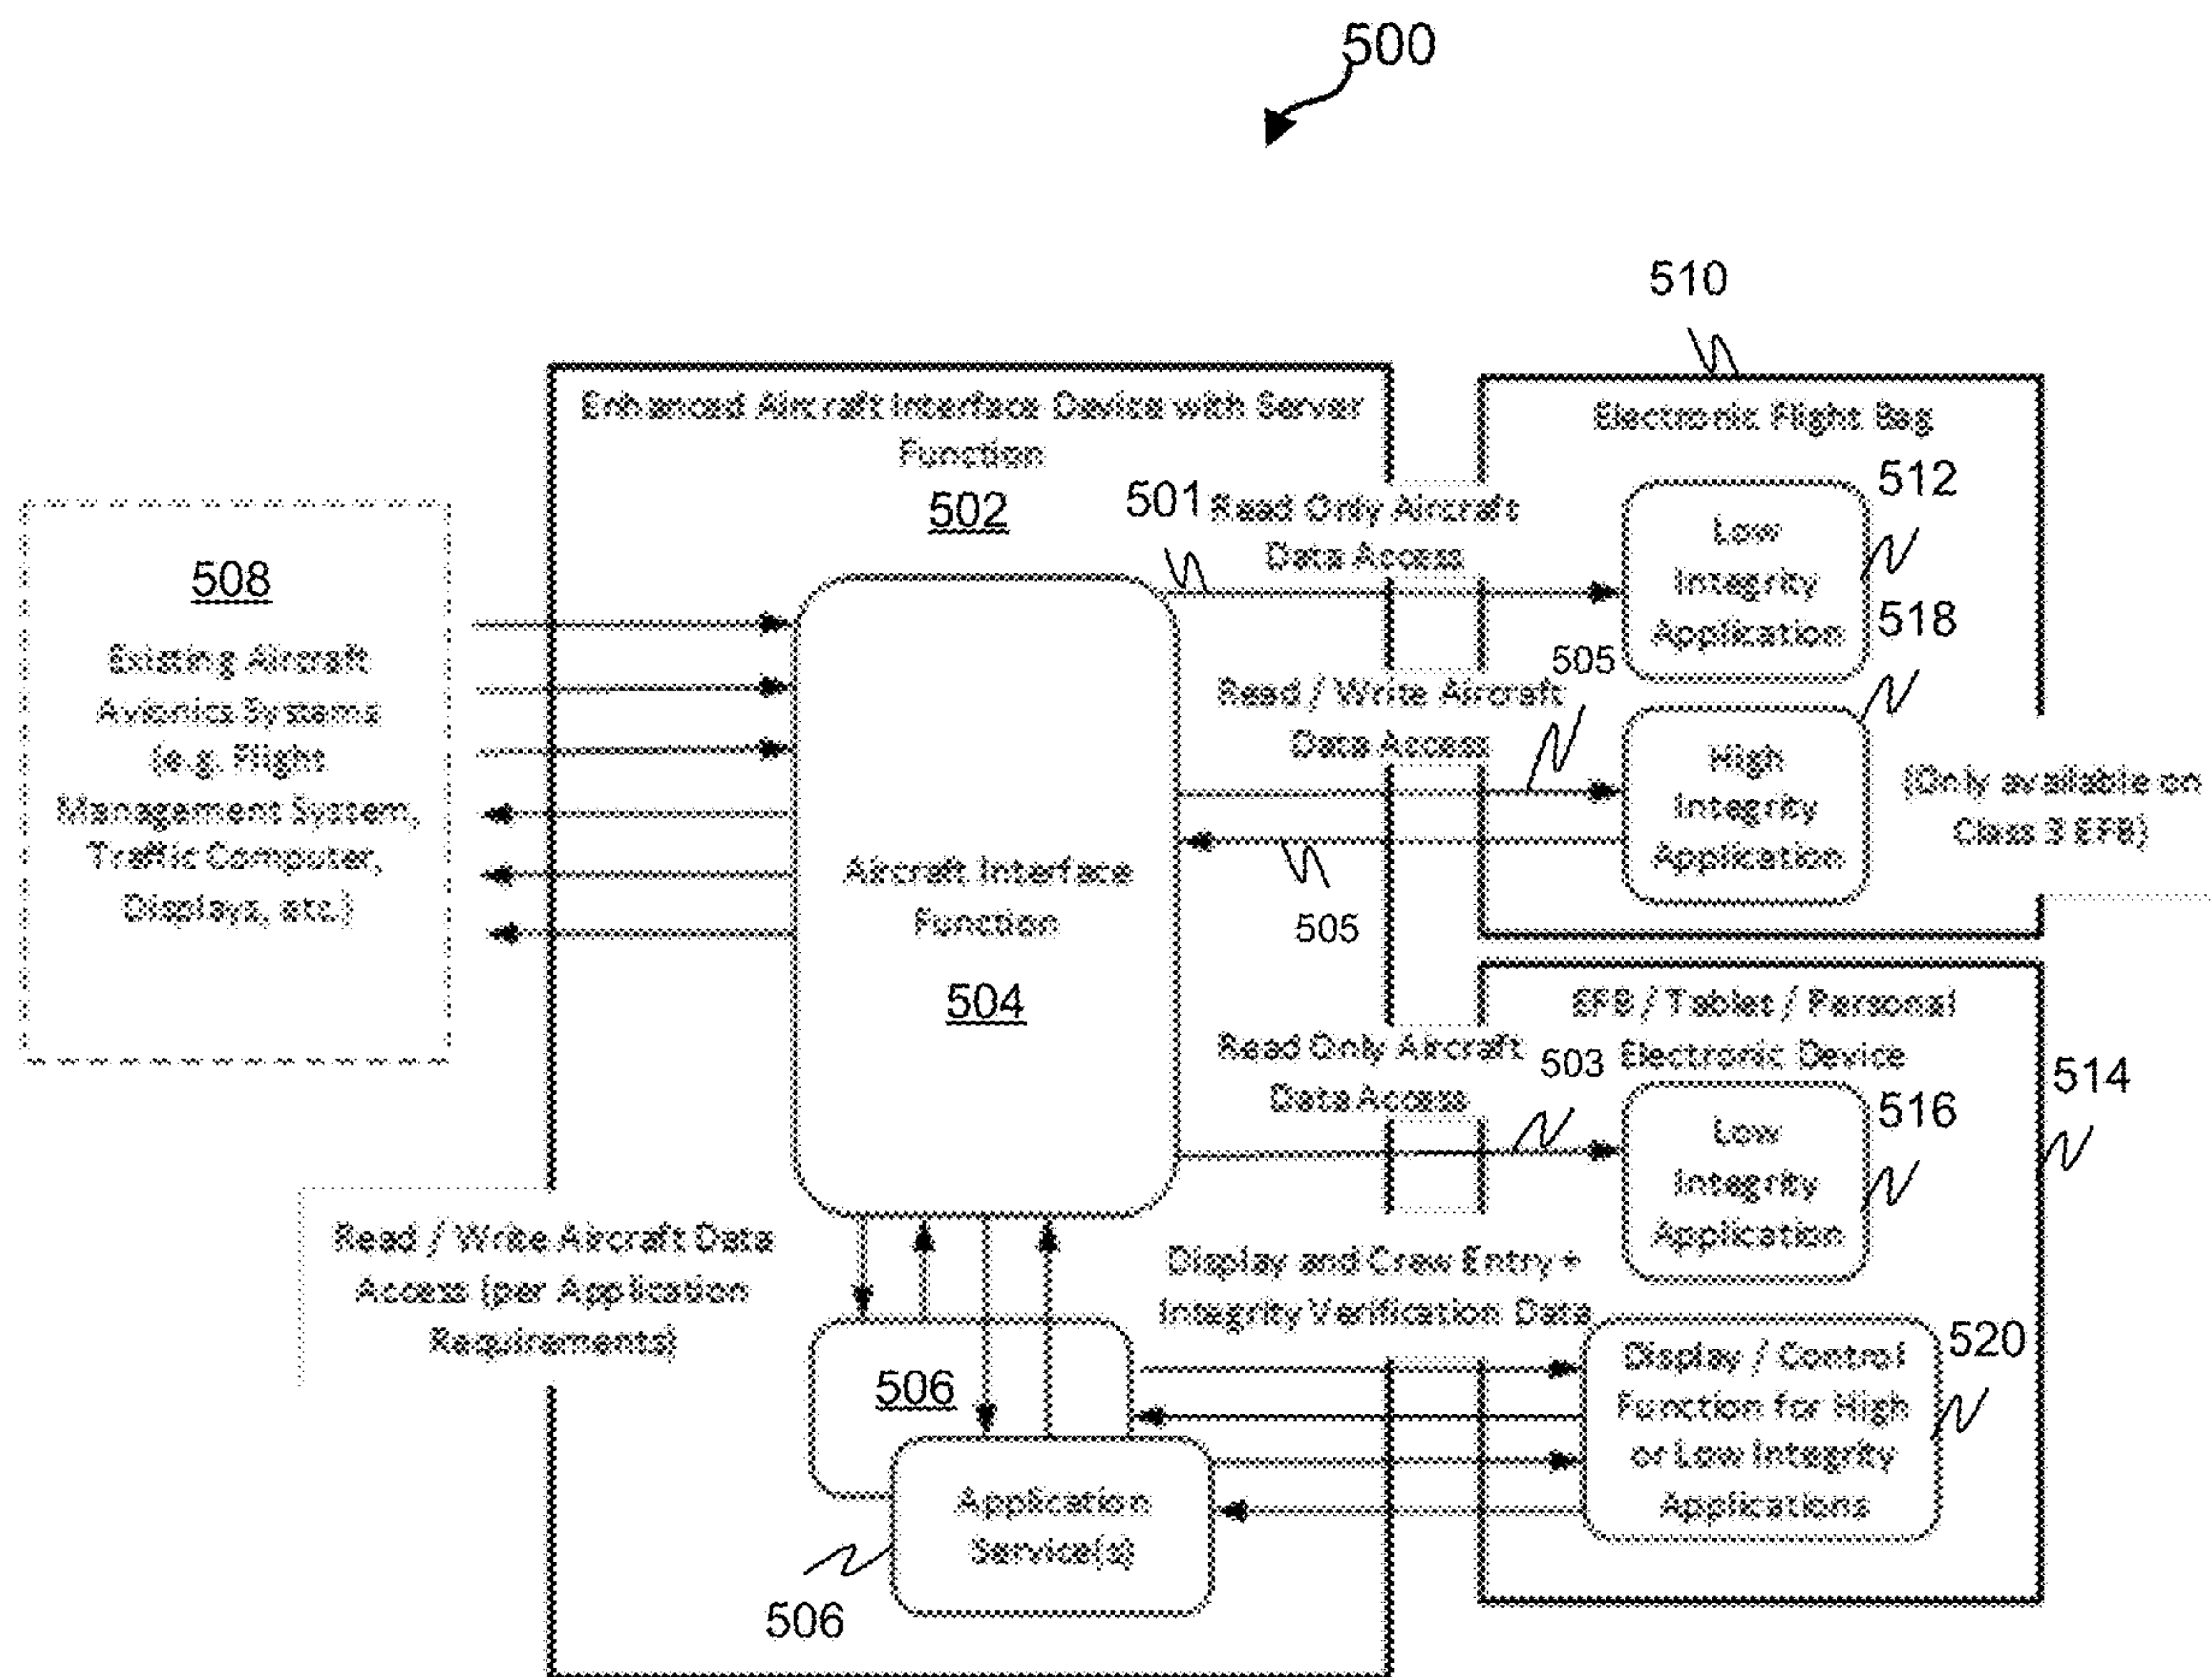 500
510
Enhanced Aircraft Interface Device with Server
Function
502
Electronic Flight Bag
501
Read Only Aircraft
Data Access
512
Low
Integrity
Application
508
Existing Aircraft
Avionics Systems
(e.g. Flight
Management System,
Traffic Computer,
Displays, etc.)
518
505
Read / Write Aircraft
Data Access
High
Integrity
Application
(Only available on
Class 3 EFB)
505
Aircraft Interface
Function
504
EFB / Tablet / Personal
Electronic Device
514
Read Only Aircraft
Data Access
503
516
Low
Integrity
Application
Read / Write Aircraft Data
Access (per Application
Requirements)
Display and Crew Entry +
Integrity Verification Data
520
Display / Control
Function for High
or Low Integrity
Applications
506
Application
Service(s)
506